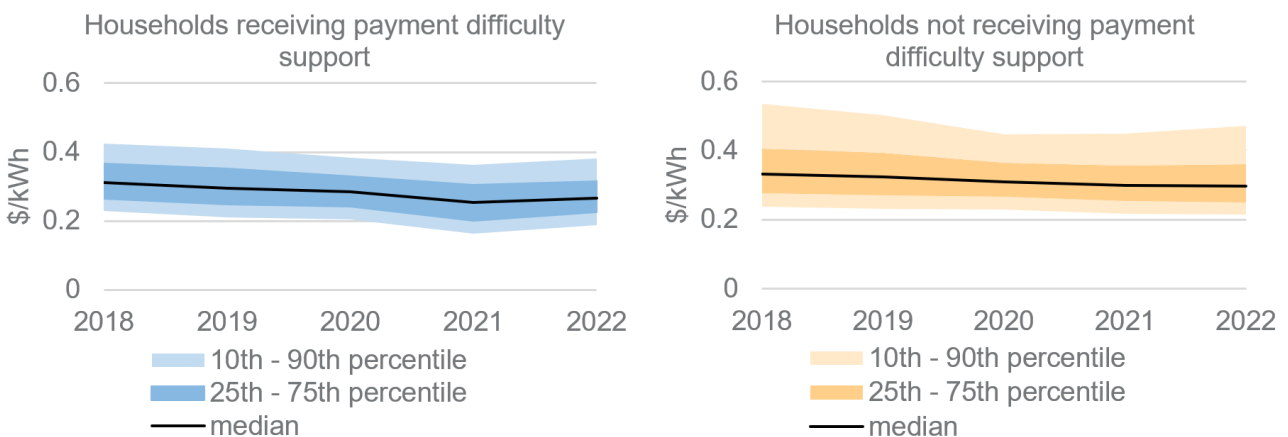 Households receiving payment difficulty
support
0.6
0.4
0.2
0
$/kWh
2018 2019 2020 2021 2022
10th - 90th percentile
25th - 75th percentile
median
Households not receiving payment
difficulty support
0.6
0.4
0.2
0
$/kWh
2018 2019 2020 2021 2022
10th - 90th percentile
25th - 75th percentile
median